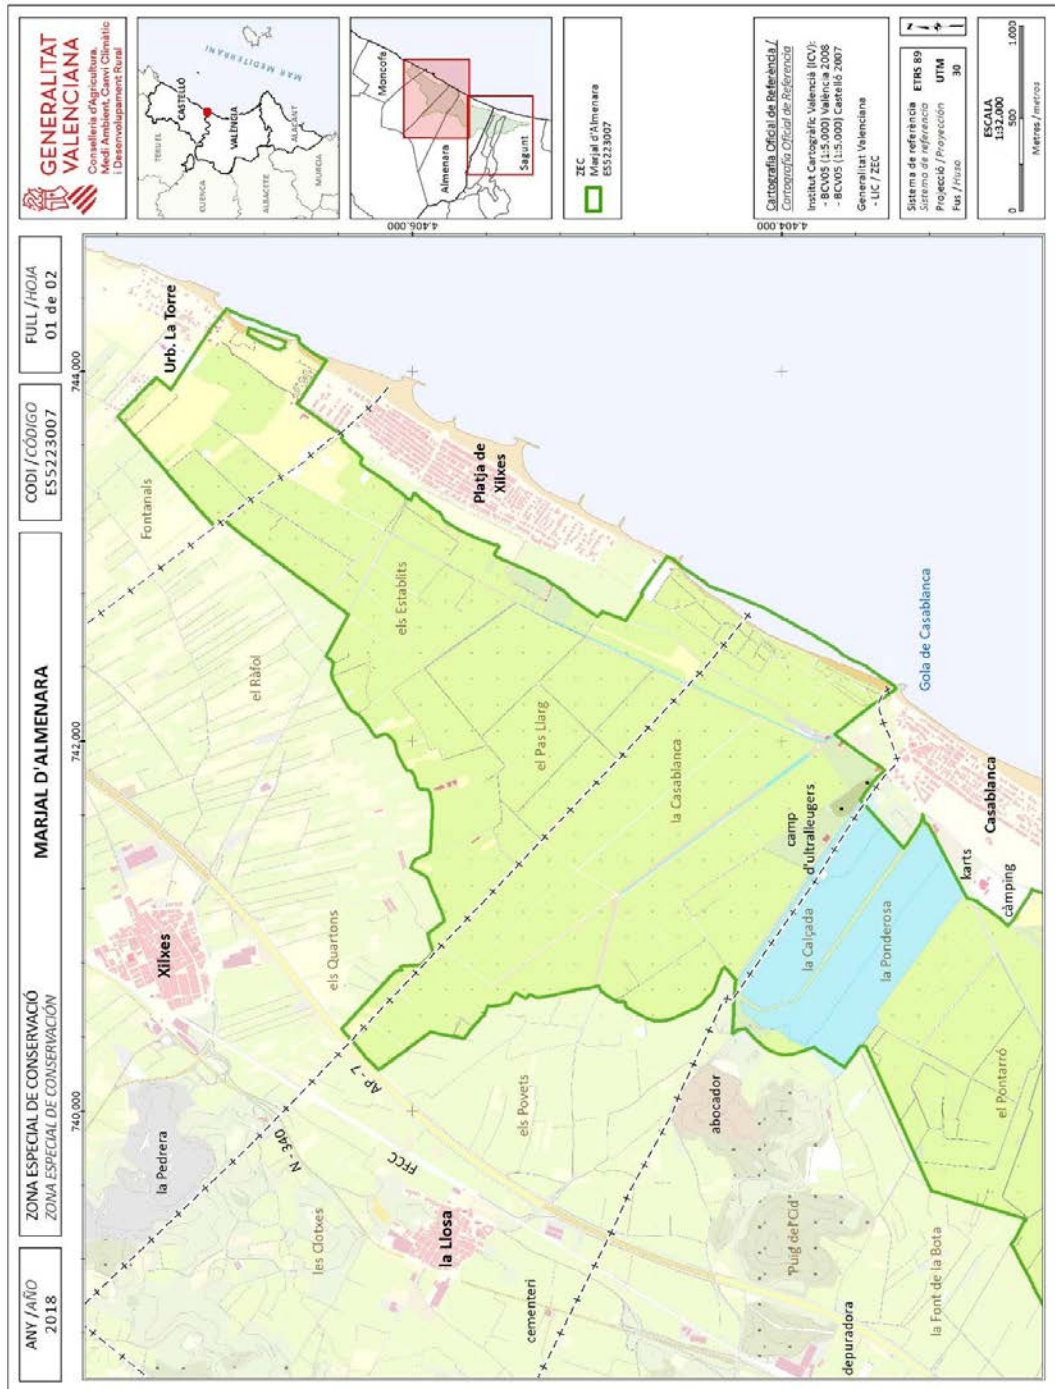 ANY / AÑO
2018
ZONA ESPECIAL DE CONSERVACIÓ
ZONA ESPECIAL DE CONSERVACIÓN
MARJAL D'ALMENARA
CODI / CÓDIGO
ES5223007
FULL / HOJA
01 de 02
GENERALITAT
VALENCIANA
Conselleria d'Agricultura,
Medi Ambient, Canvi Climàtic
i Desenvolupament Rural
TERUEL
CASTELLÓ
CUENCA
VALÈNCIA
ALBACETE
ALACANT
MURCIA
MAR MEDITERRANI
Moncofa
Almenara
Sagunt
ZEC
Marjal d'Almenara
ES5223007
Cartografia Oficial de Referència /
Cartografía Oficial de Referencia
Institut Cartogràfic Valencià (ICV):
- BCV05 (1:5.000) València 2008
- BCV05 (1:5.000) Castelló 2007
Generalitat Valenciana
- LIC / ZEC
Sistema de referència ETRS 89
Sistema de referencia
Projecció / Proyección UTM
Fus / Huso 30
ESCALA
1:32.000
0 500 1.000
Metres / metros
740.000
742.000
744.000
4.406.000
4.404.000
la Pedrera
Xilxes
Fontanals
Urb. La Torre
el Ràfol
els Establits
els Quartons
les Clotxes
N - 340
AP - 7
FFCC
la Llosa
els Povets
el Pas Llarg
Platja de
Xilxes
la Casablanca
cementeri
abocador
camp
d'ultralleugers
la Calçada
Puig del Cid
la Ponderosa
Gola de Casablanca
depuradora
la Font de la Bota
el Pontarró
karts
càmping
Casablanca